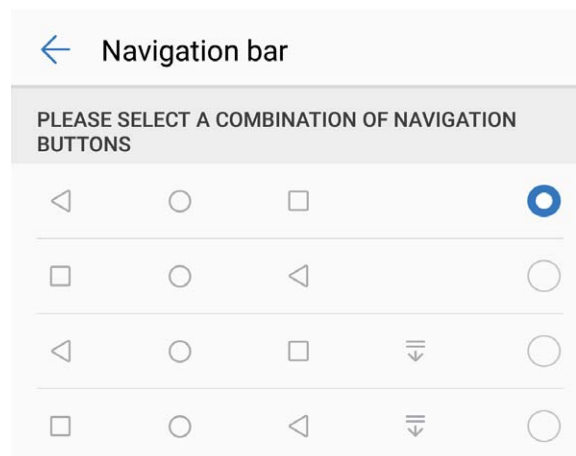 Navigation bar
PLEASE SELECT A COMBINATION OF NAVIGATION
BUTTONS